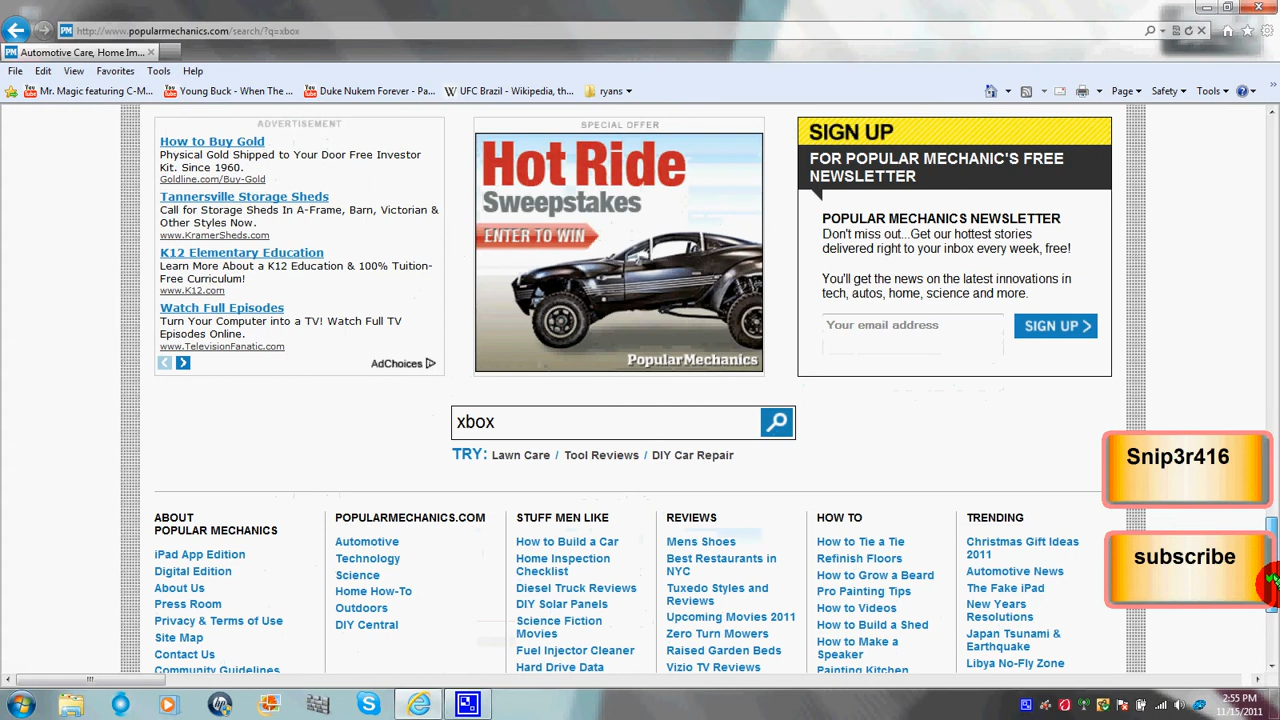 http://www.popularmechanics.com/search/?q=xbox
PM Automotive Care, Home Im...
File Edit View Favorites Tools Help
Mr. Magic featuring C-M... Young Buck - When The ... Duke Nukem Forever - Pa... W UFC Brazil - Wikipedia, th... ryans
Page Safety Tools
ADVERTISEMENT
How to Buy Gold
Physical Gold Shipped to Your Door Free Investor
Kit. Since 1960.
Goldline.com/Buy-Gold
Tannersville Storage Sheds
Call for Storage Sheds In A-Frame, Barn, Victorian &
Other Styles Now.
www.KramerSheds.com
K12 Elementary Education
Learn More About a K12 Education & 100% Tuition-
Free Curriculum!
www.K12.com
Watch Full Episodes
Turn Your Computer into a TV! Watch Full TV
Episodes Online.
www.TelevisionFanatic.com
AdChoices
SPECIAL OFFER
Hot Ride
Sweepstakes
ENTER TO WIN
PopularMechanics
SIGN UP
FOR POPULAR MECHANIC'S FREE
NEWSLETTER
POPULAR MECHANICS NEWSLETTER
Don't miss out...Get our hottest stories
delivered right to your inbox every week, free!
You'll get the news on the latest innovations in
tech, autos, home, science and more.
Your email address SIGN UP
xbox
TRY: Lawn Care / Tool Reviews / DIY Car Repair
Snip3r416
subscribe
ABOUT
POPULAR MECHANICS
iPad App Edition
Digital Edition
About Us
Press Room
Privacy & Terms of Use
Site Map
Contact Us
Community Guidelines
POPULARMECHANICS.COM
Automotive
Technology
Science
Home How-To
Outdoors
DIY Central
STUFF MEN LIKE
How to Build a Car
Home Inspection
Checklist
Diesel Truck Reviews
DIY Solar Panels
Science Fiction
Movies
Fuel Injector Cleaner
Hard Drive Data
REVIEWS
Mens Shoes
Best Restaurants in
NYC
Tuxedo Styles and
Reviews
Upcoming Movies 2011
Zero Turn Mowers
Raised Garden Beds
Vizio TV Reviews
HOW TO
How to Tie a Tie
Refinish Floors
How to Grow a Beard
Pro Painting Tips
How to Videos
How to Build a Shed
How to Make a
Speaker
Painting Kitchen
TRENDING
Christmas Gift Ideas
2011
Automotive News
The Fake iPad
New Years
Resolutions
Japan Tsunami &
Earthquake
Libya No-Fly Zone
2:55 PM
11/15/2011